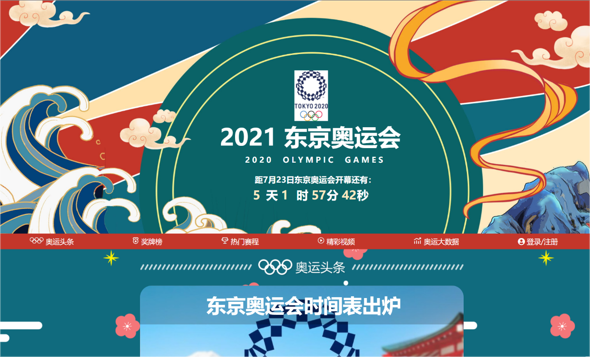 TOKYO 2020
2021 东京奥运会
2020 OLYMPIC GAMES
距7月23日东京奥运会开幕还有：
5 天 1 时 57分 42秒
奥运头条
奖牌榜
热门赛程
精彩视频
奥运大数据
登录/注册
奥运头条
东京奥运会时间表出炉